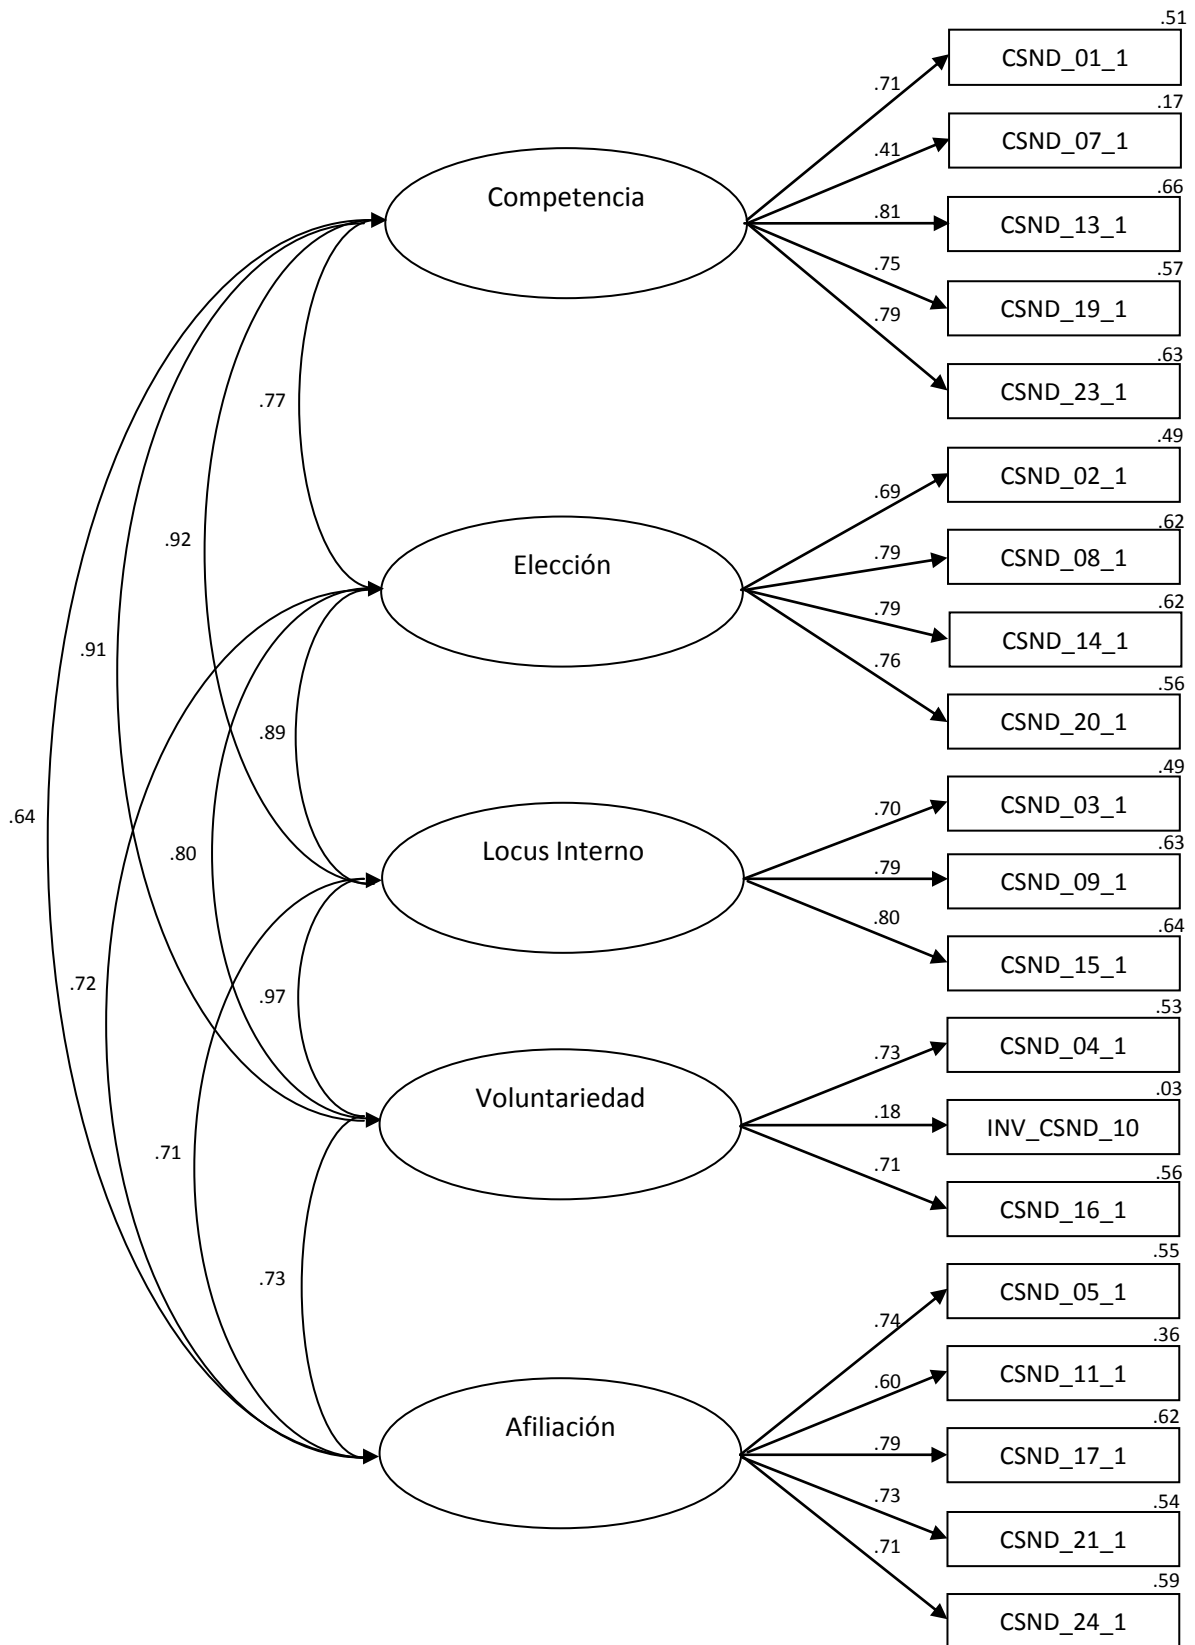 .51
CSND_01_1
.71
.17
CSND_07_1
.41
.66
CSND_13_1
.81
Competencia
.57
CSND_19_1
.75
.79
.63
CSND_23_1
.77
.49
CSND_02_1
.69
.62
CSND_08_1
.79
.92
Elección
.62
CSND_14_1
.79
.76
.91
.56
CSND_20_1
.89
.49
CSND_03_1
.70
.64
.80
Locus Interno
.63
CSND_09_1
.79
.80
.64
CSND_15_1
.72
.97
.53
CSND_04_1
.73
Voluntariedad
.03
INV_CSND_10
.18
.71
.71
.56
CSND_16_1
.73
.55
CSND_05_1
.74
.36
CSND_11_1
.60
Afiliación
.62
CSND_17_1
.79
.73
.54
CSND_21_1
.71
.59
CSND_24_1